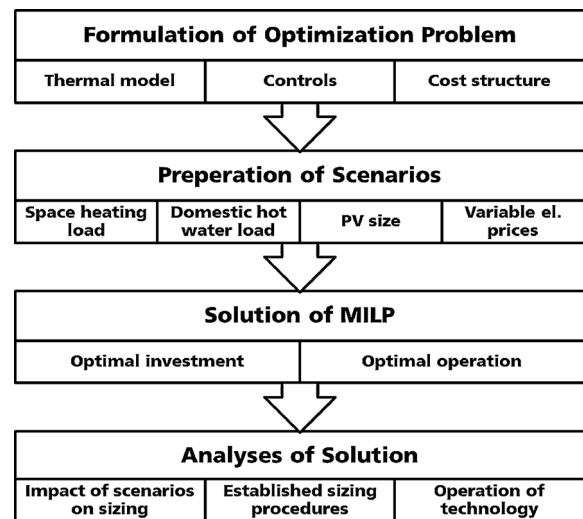 Formulation of Optimization Problem
Thermal model
Controls
Cost structure
Preperation of Scenarios
Space heating
load
Domestic hot
water load
PV size
Variable el.
prices
Solution of MILP
Optimal investment
Optimal operation
Analyses of Solution
Impact of scenarios
on sizing
Established sizing
procedures
Operation of
technology